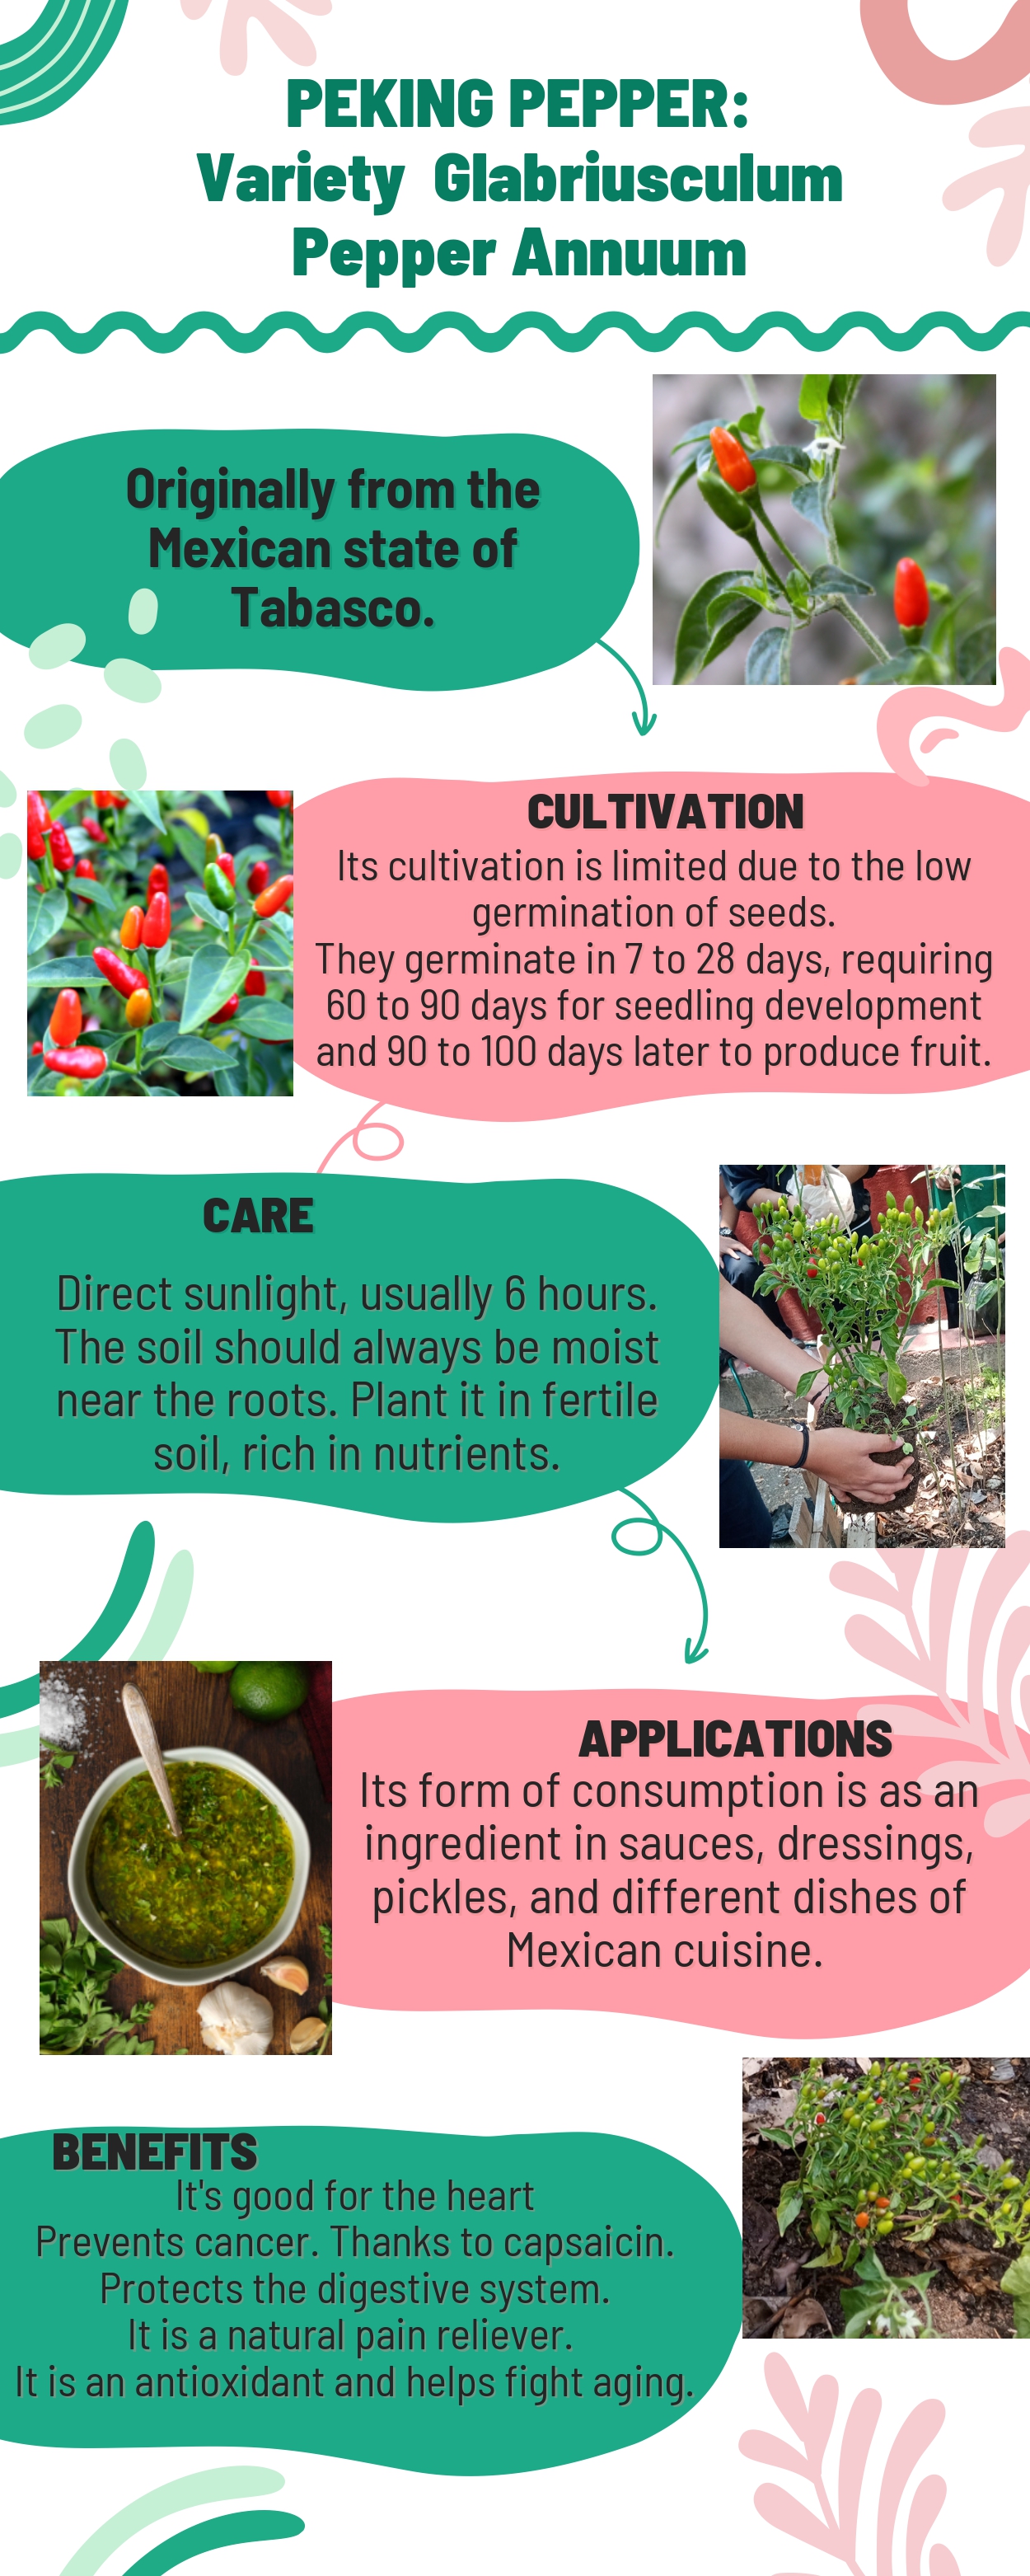 PEKING PEPPER:
Variety Glabriusculum
Pepper Annuum
Originally from the
Mexican state of
Tabasco.
CULTIVATION
Its cultivation is limited due to the low
germination of seeds.
They germinate in 7 to 28 days, requiring
60 to 90 days for seedling development
and 90 to 100 days later to produce fruit.
CARE
Direct sunlight, usually 6 hours.
The soil should always be moist
near the roots. Plant it in fertile
soil, rich in nutrients.
APPLICATIONS
Its form of consumption is as an
ingredient in sauces, dressings,
pickles, and different dishes of
Mexican cuisine.
BENEFITS
It's good for the heart
Prevents cancer. Thanks to capsaicin.
Protects the digestive system.
It is a natural pain reliever.
It is an antioxidant and helps fight aging.